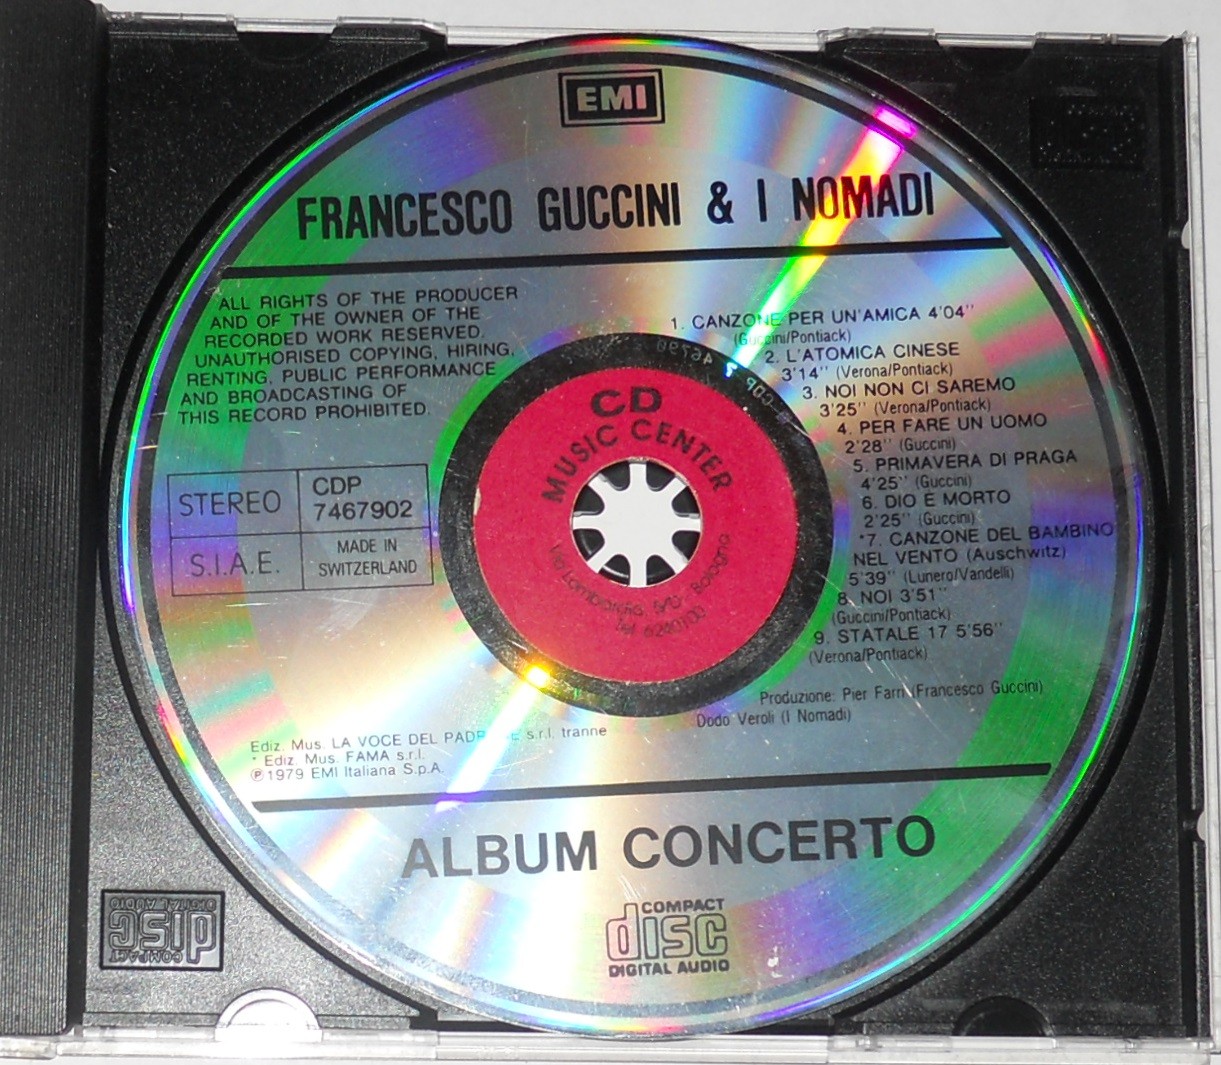 EMI
FRANCESCO GUCCINI & I NOMADI
ALL RIGHTS OF THE PRODUCER
AND OF THE OWNER OF THE
RECORDED WORK RESERVED.
UNAUTHORISED COPYING, HIRING,
RENTING, PUBLIC PERFORMANCE
AND BROADCASTING OF
THIS RECORD PROHIBITED.
STEREO
CDP
7467902
S.I.A.E.
MADE IN
SWITZERLAND
1. CANZONE PER UN'AMICA 4'04"
(Guccini/Pontiack)
2. L'ATOMICA CINESE
3'14" (Verona/Pontiack)
3. NOI NON CI SAREMO
3'25" (Verona/Pontiack)
4. PER FARE UN UOMO
2'28" (Guccini)
5. PRIMAVERA DI PRAGA
4'25" (Guccini)
6. DIO E MORTO
2'25" (Guccini)
*7. CANZONE DEL BAMBINO
NEL VENTO (Auschwitz)
5'39" (Lunero/Vandelli)
8. NOI 3'51"
(Guccini/Pontiack)
9. STATALE 17 5'56"
(Verona/Pontiack)
Produzione: Pier Farri (Francesco Guccini)
Dodo Veroli (I Nomadi)
CD
MUSIC CENTER
Via Lombardia, Bologna
Tel.
Ediz. Mus. LA VOCE DEL s.r.l. tranne
* Ediz. Mus. FAMA s.r.l.
℗1979 EMI Italiana S.p.A.
ALBUM CONCERTO
COMPACT
disc
DIGITAL AUDIO
COMPACT
disc
DIGITAL AUDIO